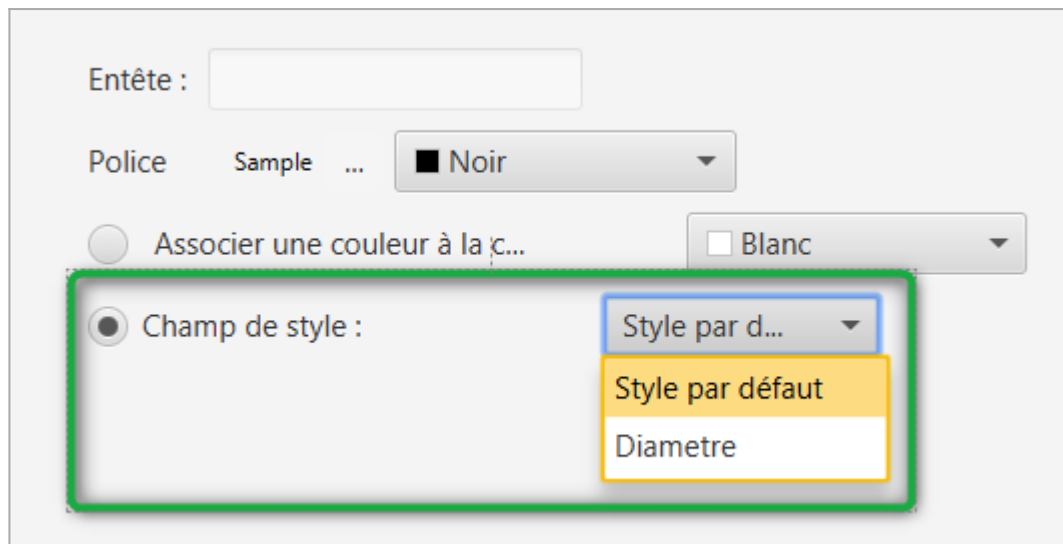 Entête :
Police Sample ... Noir
Associer une couleur à la c... Blanc
Champ de style : Style par d...
Style par défaut
Diametre